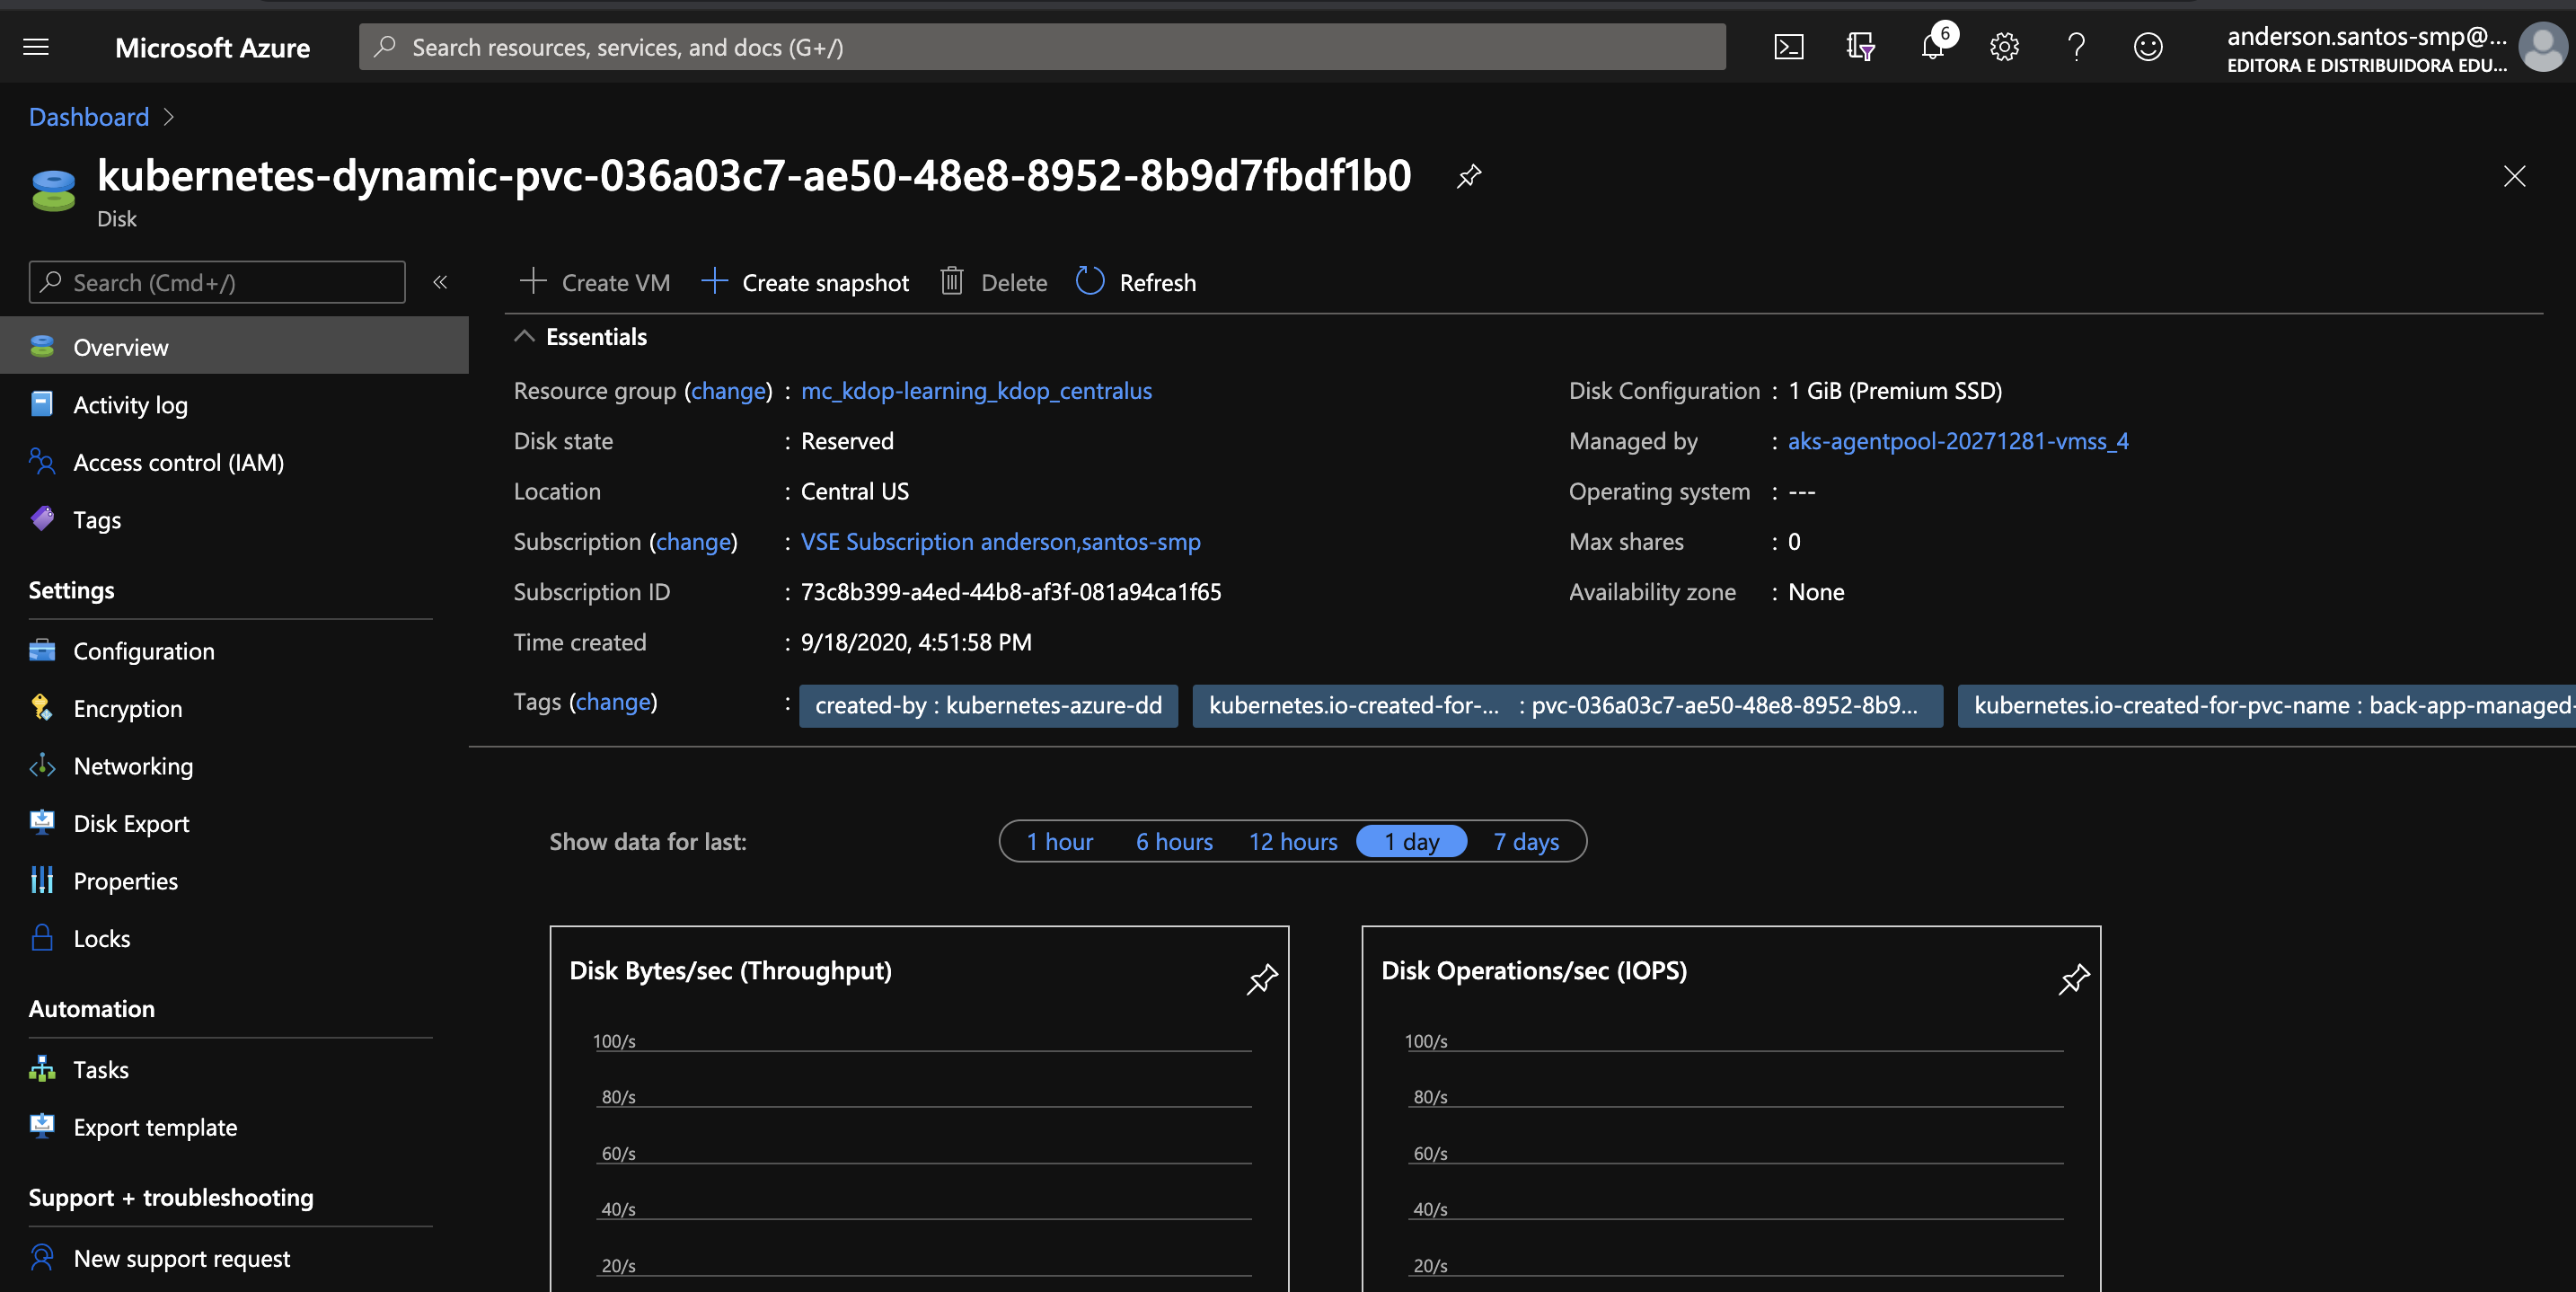 Microsoft Azure
Search resources, services, and docs (G+/)
6
anderson.santos-smp@...
EDITORA E DISTRIBUIDORA EDU...
Dashboard
kubernetes-dynamic-pvc-036a03c7-ae50-48e8-8952-8b9d7fbdf1b0
Disk
Search (Cmd+/)
«
Create VM
Create snapshot
Delete
Refresh
Overview
Activity log
Access control (IAM)
Tags
Settings
Configuration
Encryption
Networking
Disk Export
Properties
Locks
Automation
Tasks
Export template
Support + troubleshooting
New support request
Essentials
Resource group (change) : mc_kdop-learning_kdop_centralus
Disk state : Reserved
Location : Central US
Subscription (change) : VSE Subscription anderson,santos-smp
Subscription ID : 73c8b399-a4ed-44b8-af3f-081a94ca1f65
Time created : 9/18/2020, 4:51:58 PM
Disk Configuration : 1 GiB (Premium SSD)
Managed by : aks-agentpool-20271281-vmss_4
Operating system : ---
Max shares : 0
Availability zone : None
Tags (change) : created-by : kubernetes-azure-dd kubernetes.io-created-for-... : pvc-036a03c7-ae50-48e8-8952-8b9... kubernetes.io-created-for-pvc-name : back-app-managed-
Show data for last: 1 hour 6 hours 12 hours 1 day 7 days
Disk Bytes/sec (Throughput)
100/s
80/s
60/s
40/s
20/s
Disk Operations/sec (IOPS)
100/s
80/s
60/s
40/s
20/s